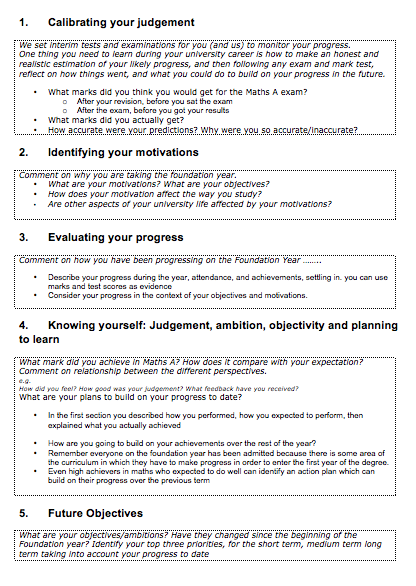 1. Calibrating your judgement
We set interim tests and examinations for you (and us) to monitor your progress.
One thing you need to learn during your university career is how to make an honest and
realistic estimation of your likely progress, and then following any exam and mark test,
reflect on how things went, and what you could do to build on your progress in the future.
• What marks did you think you would get for the Maths A exam?
o After your revision, before you sat the exam
o After the exam, before you got your results
• What marks did you actually get?
• How accurate were your predictions? Why were you so accurate/inaccurate?
2. Identifying your motivations
Comment on why you are taking the foundation year.
• What are your motivations? What are your objectives?
• How does your motivation affect the way you study?
• Are other aspects of your university life affected by your motivations?
3. Evaluating your progress
Comment on how you have been progressing on the Foundation Year ........
• Describe your progress during the year, attendance, and achievements, settling in. you can use
marks and test scores as evidence
• Consider your progress in the context of your objectives and motivations.
4. Knowing yourself: Judgement, ambition, objectivity and planning
to learn
What mark did you achieve in Maths A? How does it compare with your expectation?
Comment on relationship between the different perspectives.
e.g.
How did you feel? How good was your judgement? What feedback have you received?
What are your plans to build on your progress to date?
• In the first section you described how you performed, how you expected to perform, then
explained what you actually achieved
• How are you going to build on your achievements over the rest of the year?
• Remember everyone on the foundation year has been admitted because there is some area of
the curriculum in which they have to make progress in order to enter the first year of the degree.
• Even high achievers in maths who expected to do well can identify an action plan which can
build on their progress over the previous term
5. Future Objectives
What are your objectives/ambitions? Have they changed since the beginning of the
Foundation year? Identify your top three priorities, for the short term, medium term long
term taking into account your progress to date